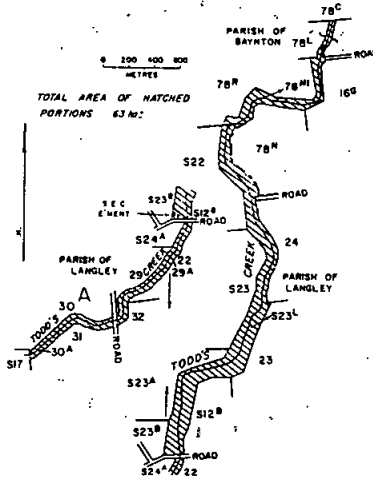 78C
PARISH OF
BAYNTON
78L
ROAD
0 200 400 600
METRES
78R
78M1
16G
TOTAL AREA OF HATCHED
PORTIONS 63 ha±
78N
S22
S23B
SEC
EMENT
S12B
ROAD
ROAD
S24A
24
CREEK
PARISH OF
LANGLEY
22
29
CREEK
29A
PARISH OF
LANGLEY
S23
A
30
TODD'S
32
S23L
31
ROAD
30A
S17
TODD'S
23
S23A
S12B
S23B
ROAD
S24A
22